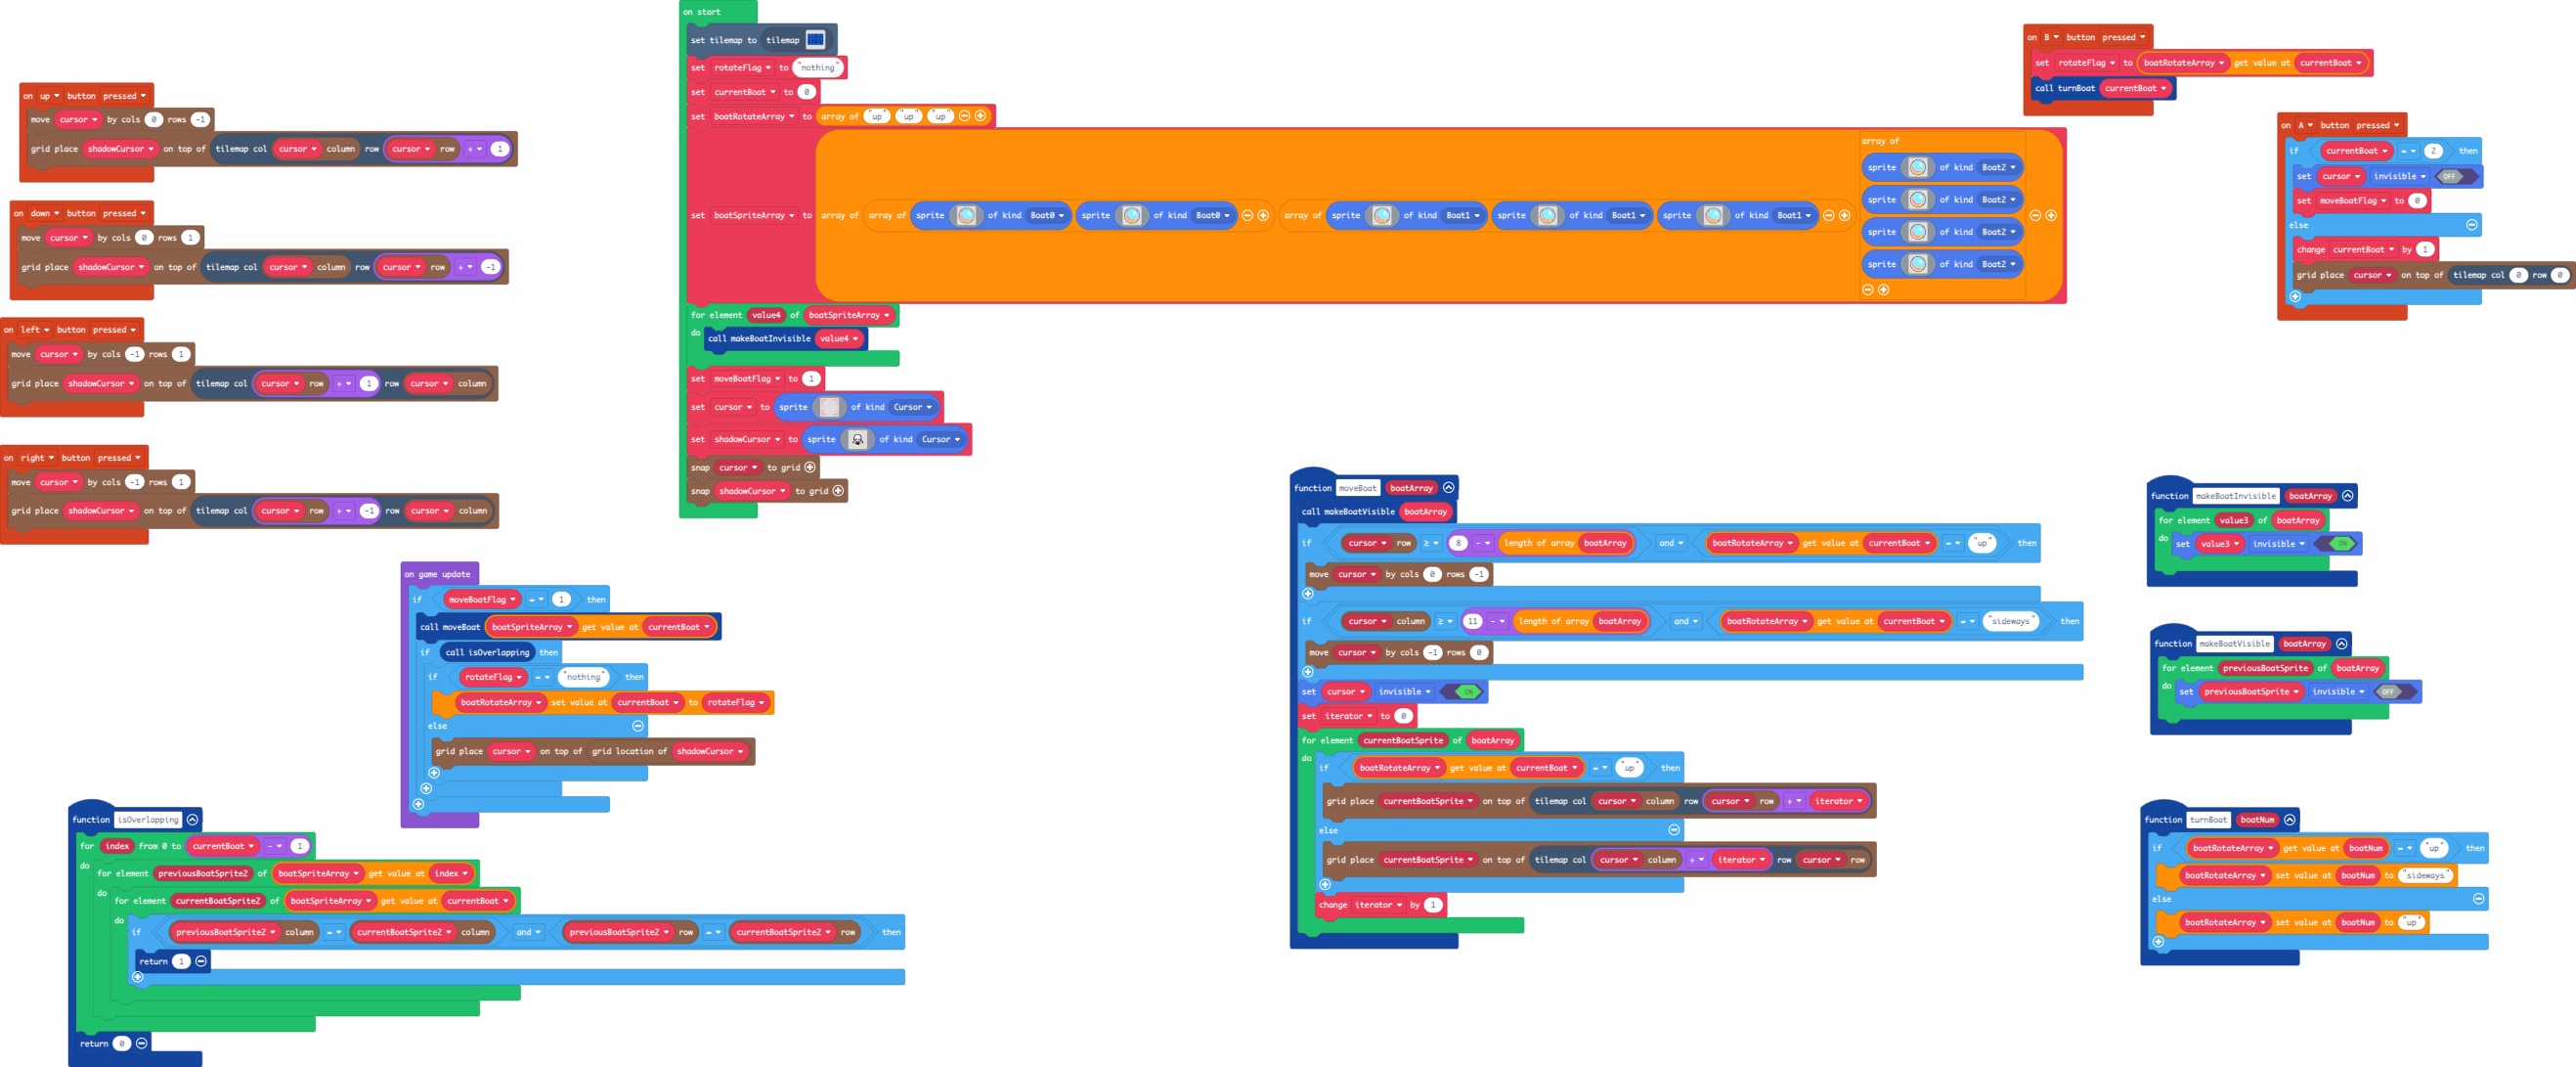 on up button pressed
move cursor by cols 0 rows -1
grid place shadowCursor on top of tilemap col cursor column row cursor row + 1
on down button pressed
move cursor by cols 0 rows 1
grid place shadowCursor on top of tilemap col cursor column row cursor row + -1
on left button pressed
move cursor by cols -1 rows 1
grid place shadowCursor on top of tilemap col cursor row + 1 row cursor column
on right button pressed
move cursor by cols -1 rows 1
grid place shadowCursor on top of tilemap col cursor row + -1 row cursor column
on start
set tilemap to tilemap
set rotateFlag to "nothing"
set currentBoat to 0
set boatRotateArray to array of "up" "up" "up"
set boatSpriteArray to array of array of sprite of kind Boat0 sprite of kind Boat0 array of sprite of kind Boat1 sprite of kind Boat1 sprite of kind Boat1
array of
sprite of kind Boat2
sprite of kind Boat2
sprite of kind Boat2
sprite of kind Boat2
for element value4 of boatSpriteArray
do call makeBoatInvisible value4
set moveBoatFlag to 1
set cursor to sprite of kind Cursor
set shadowCursor to sprite of kind Cursor
snap cursor to grid
snap shadowCursor to grid
on B button pressed
set rotateFlag to boatRotateArray get value at currentBoat
call turnBoat currentBoat
on A button pressed
if currentBoat = 2 then
set cursor invisible OFF
set moveBoatFlag to 0
else
change currentBoat by 1
grid place cursor on top of tilemap col 0 row 0
on game update
if moveBoatFlag = 1 then
call moveBoat boatSpriteArray get value at currentBoat
if call isOverlapping then
if rotateFlag = "nothing" then
boatRotateArray set value at currentBoat to rotateFlag
else
grid place cursor on top of grid location of shadowCursor
function isOverlapping
for index from 0 to currentBoat - 1
do
for element previousBoatSprite2 of boatSpriteArray get value at index
do
for element currentBoatSprite2 of boatSpriteArray get value at currentBoat
do
if previousBoatSprite2 column = currentBoatSprite2 column and previousBoatSprite2 row = currentBoatSprite2 row then
return 1
return 0
function moveBoat boatArray
call makeBoatVisible boatArray
if cursor row ≥ 8 - length of array boatArray and boatRotateArray get value at currentBoat = "up" then
move cursor by cols 0 rows -1
if cursor column ≥ 11 - length of array boatArray and boatRotateArray get value at currentBoat = "sideways" then
move cursor by cols -1 rows 0
set cursor invisible ON
set iterator to 0
for element currentBoatSprite of boatArray
do
if boatRotateArray get value at currentBoat = "up" then
grid place currentBoatSprite on top of tilemap col cursor column row cursor row + iterator
else
grid place currentBoatSprite on top of tilemap col cursor column + iterator row cursor row
change iterator by 1
function makeBoatInvisible boatArray
for element value3 of boatArray
do set value3 invisible ON
function makeBoatVisible boatArray
for element previousBoatSprite of boatArray
do set previousBoatSprite invisible OFF
function turnBoat boatNum
if boatRotateArray get value at boatNum = "up" then
boatRotateArray set value at boatNum to "sideways"
else
boatRotateArray set value at boatNum to "up"